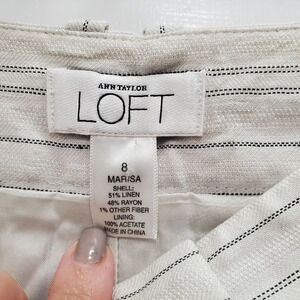 ANN TAYLOR
LOFT
8
MAR/SA
SHELL:
51% LINEN
48% RAYON
1% OTHER FIBER
LINING:
100% ACETATE
MADE IN CHINA